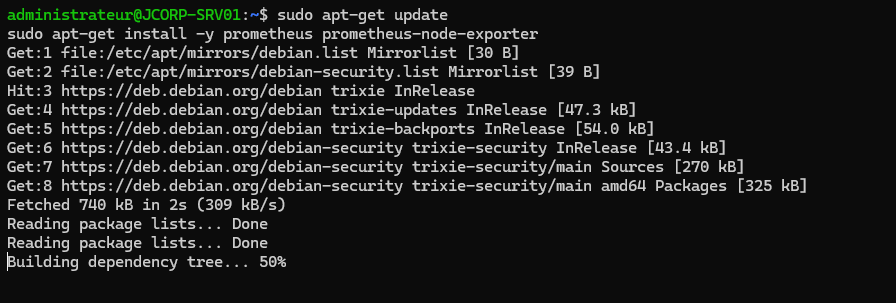 administrateur@JCORP-SRV01:~$ sudo apt-get update
sudo apt-get install -y prometheus prometheus-node-exporter
Get:1 file:/etc/apt/mirrors/debian.list Mirrorlist [30 B]
Get:2 file:/etc/apt/mirrors/debian-security.list Mirrorlist [39 B]
Hit:3 https://deb.debian.org/debian trixie InRelease
Get:4 https://deb.debian.org/debian trixie-updates InRelease [47.3 kB]
Get:5 https://deb.debian.org/debian trixie-backports InRelease [54.0 kB]
Get:6 https://deb.debian.org/debian-security trixie-security InRelease [43.4 kB]
Get:7 https://deb.debian.org/debian-security trixie-security/main Sources [270 kB]
Get:8 https://deb.debian.org/debian-security trixie-security/main amd64 Packages [325 kB]
Fetched 740 kB in 2s (309 kB/s)
Reading package lists... Done
Reading package lists... Done
Building dependency tree... 50%